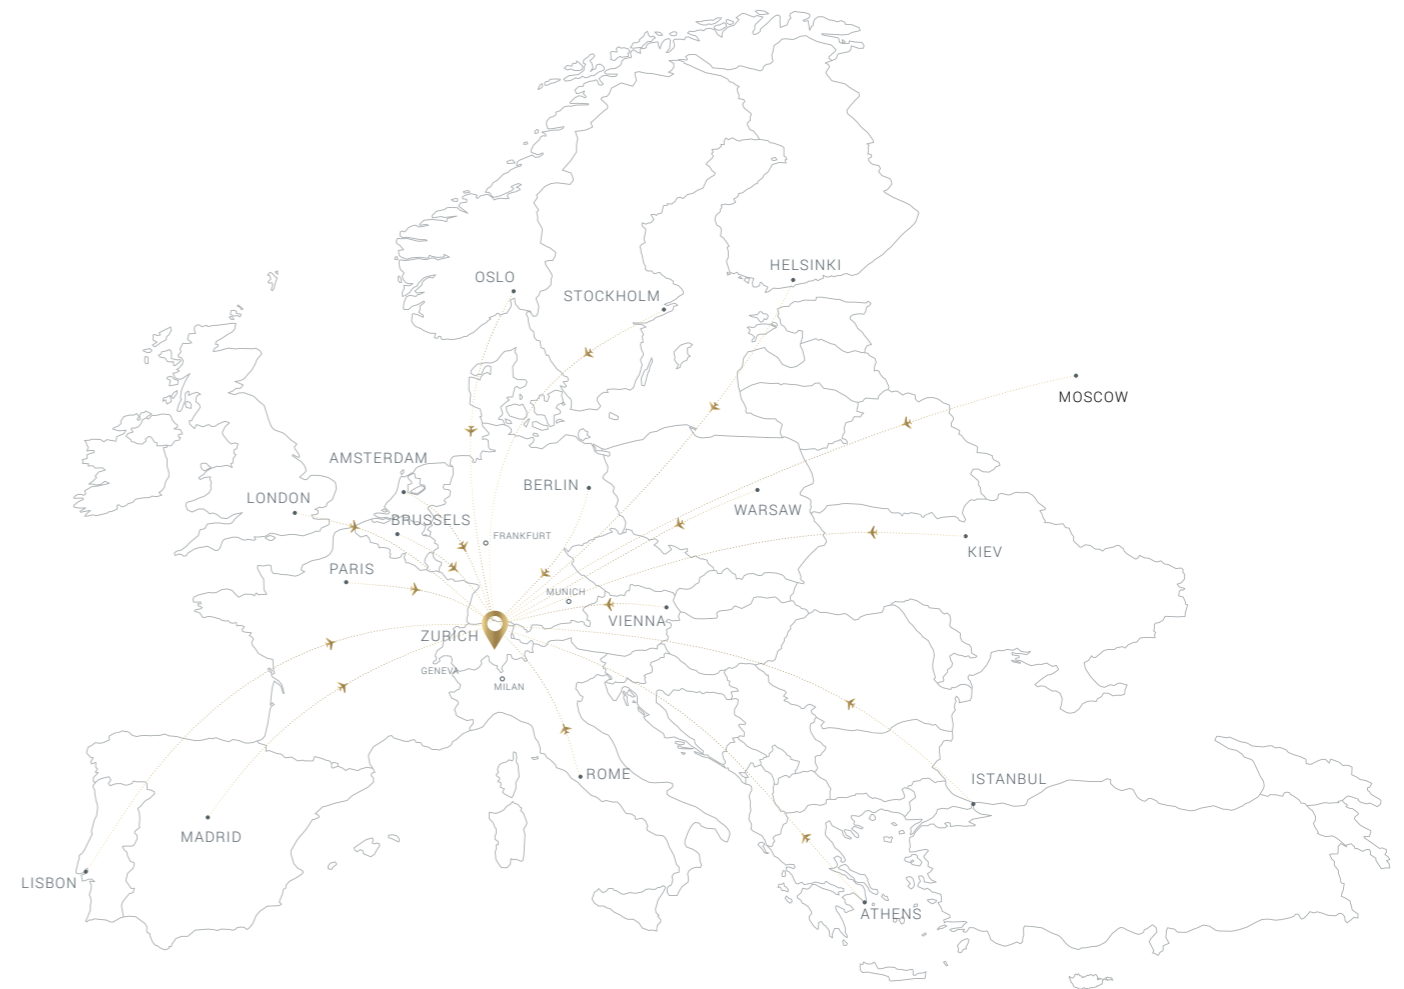 HELSINKI
OSLO
STOCKHOLM
MOSCOW
AMSTERDAM
BERLIN
LONDON
WARSAW
BRUSSELS
FRANKFURT
KIEV
PARIS
MUNICH
VIENNA
ZURICH
GENEVA
MILAN
ROME
ISTANBUL
MADRID
LISBON
ATHENS